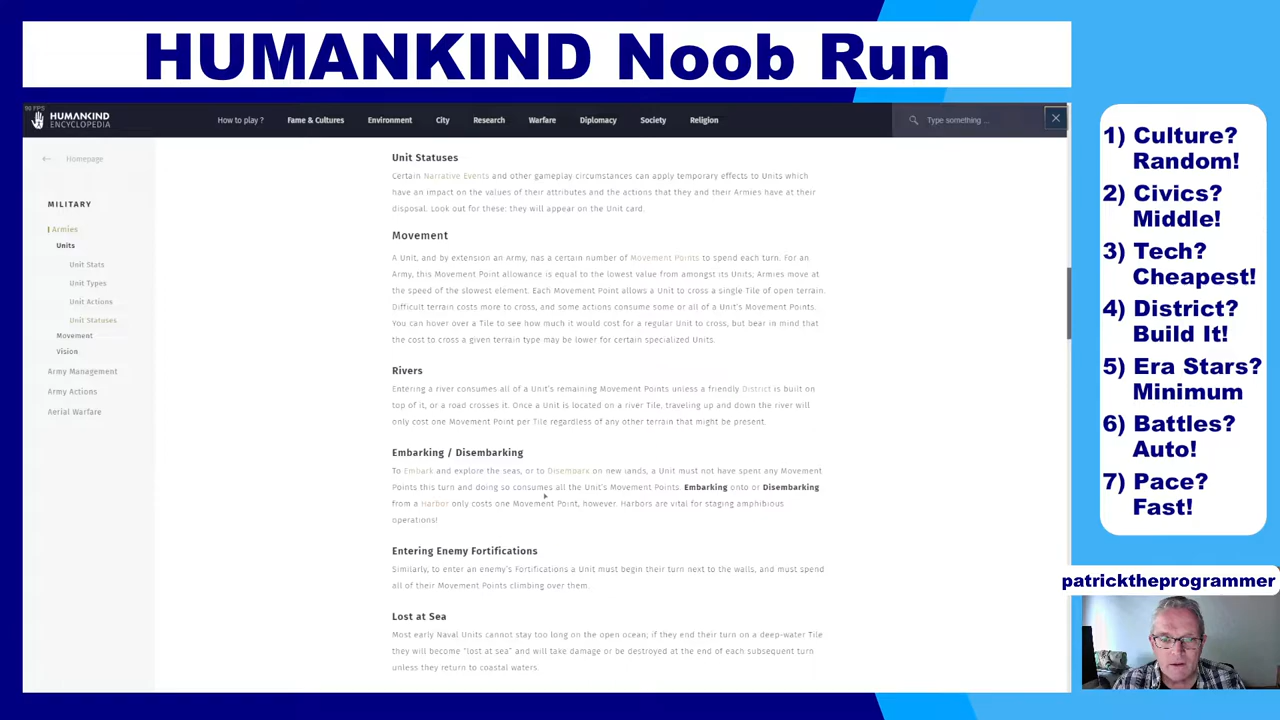 HUMANKIND Noob Run
90 FPS
HUMANKIND
ENCYCLOPEDIA
How to play ? Fame & Cultures Environment City Research Warfare Diplomacy Society Religion
Type something ...
Homepage
MILITARY
Armies
Units
Unit Stats
Unit Types
Unit Actions
Unit Statuses
Movement
Vision
Army Management
Army Actions
Aerial Warfare
Unit Statuses
Certain Narrative Events and other gameplay circumstances can apply temporary effects to Units which
have an impact on the values of their attributes and the actions that they and their Armies have at their
disposal. Look out for these: they will appear on the Unit card.
Movement
A Unit, and by extension an Army, has a certain number of Movement Points to spend each turn. For an
Army, this Movement Point allowance is equal to the lowest value from amongst its Units; Armies move at
the speed of the slowest element. Each Movement Point allows a Unit to cross a single Tile of open terrain.
Difficult terrain costs more to cross, and some actions consume some or all of a Unit's Movement Points.
You can hover over a Tile to see how much it would cost for a regular Unit to cross, but bear in mind that
the cost to cross a given terrain type may be lower for certain specialized Units.
Rivers
Entering a river consumes all of a Unit's remaining Movement Points unless a friendly District is built on
top of it, or a road crosses it. Once a Unit is located on a river Tile, traveling up and down the river will
only cost one Movement Point per Tile regardless of any other terrain that might be present.
Embarking / Disembarking
To Embark and explore the seas, or to Disembark on new lands, a Unit must not have spent any Movement
Points this turn and doing so consumes all the Unit's Movement Points. Embarking onto or Disembarking
from a Harbor only costs one Movement Point, however. Harbors are vital for staging amphibious
operations!
Entering Enemy Fortifications
Similarly, to enter an enemy's Fortifications a Unit must begin their turn next to the walls, and must spend
all of their Movement Points climbing over them.
Lost at Sea
Most early Naval Units cannot stay too long on the open ocean; if they end their turn on a deep-water Tile
they will become "lost at sea" and will take damage or be destroyed at the end of each subsequent turn
unless they return to coastal waters.
1) Culture?
Random!
2) Civics?
Middle!
3) Tech?
Cheapest!
4) District?
Build It!
5) Era Stars?
Minimum
6) Battles?
Auto!
7) Pace?
Fast!
patricktheprogrammer